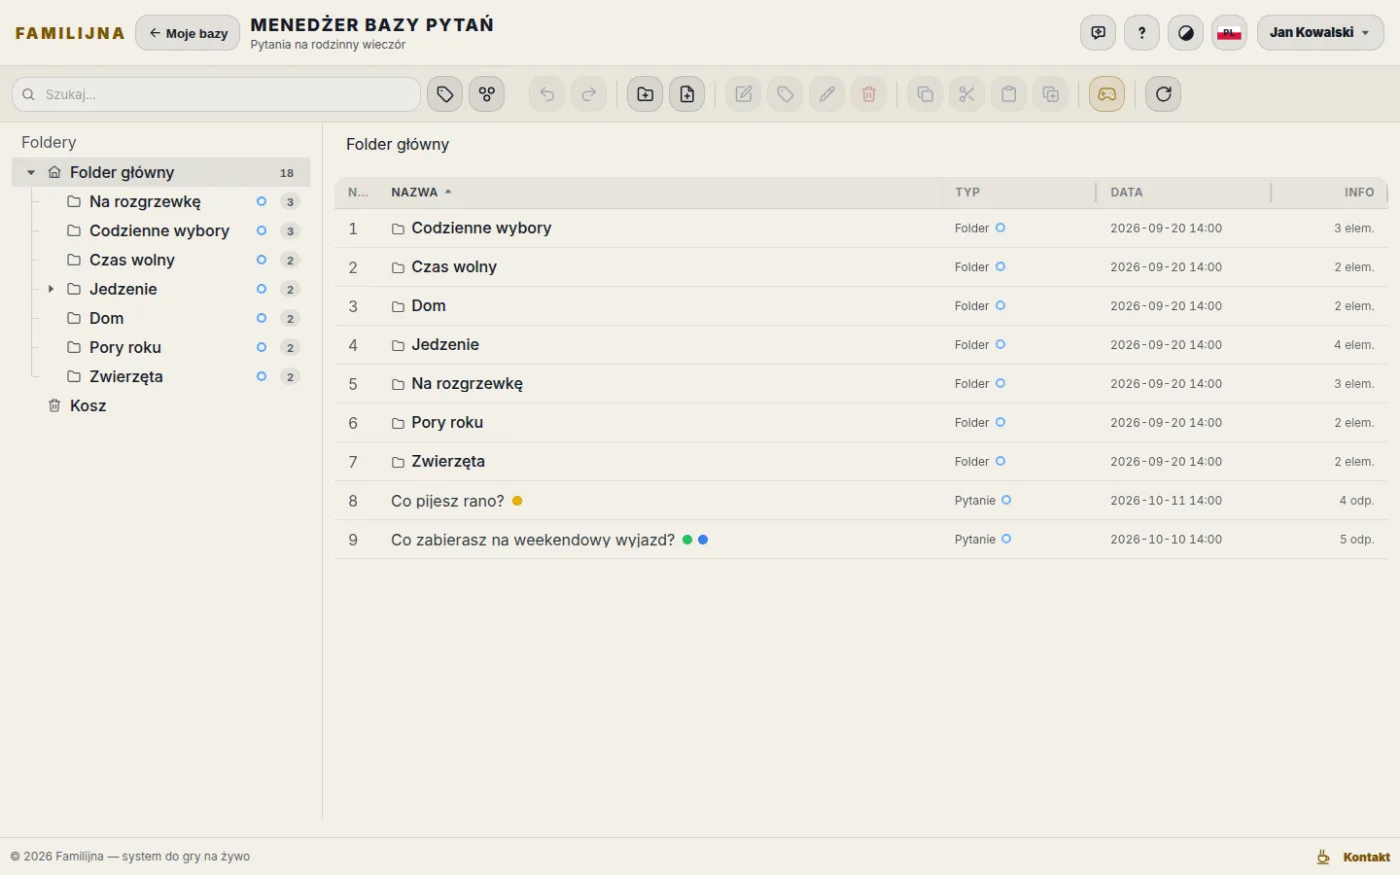 FAMILIJNA
← Moje bazy
MENEDŻER BAZY PYTAŃ
Pytania na rodzinny wieczór
?
PL
Jan Kowalski
Szukaj...
Foldery
Folder główny 18
Na rozgrzewkę 3
Codzienne wybory 3
Czas wolny 2
Jedzenie 2
Dom 2
Pory roku 2
Zwierzęta 2
Kosz
Folder główny
N... NAZWA TYP DATA INFO
1 Codzienne wybory Folder 2026-09-20 14:00 3 elem.
2 Czas wolny Folder 2026-09-20 14:00 2 elem.
3 Dom Folder 2026-09-20 14:00 2 elem.
4 Jedzenie Folder 2026-09-20 14:00 4 elem.
5 Na rozgrzewkę Folder 2026-09-20 14:00 3 elem.
6 Pory roku Folder 2026-09-20 14:00 2 elem.
7 Zwierzęta Folder 2026-09-20 14:00 2 elem.
8 Co pijesz rano? Pytanie 2026-10-11 14:00 4 odp.
9 Co zabierasz na weekendowy wyjazd? Pytanie 2026-10-10 14:00 5 odp.
© 2026 Familijna — system do gry na żywo
Kontakt